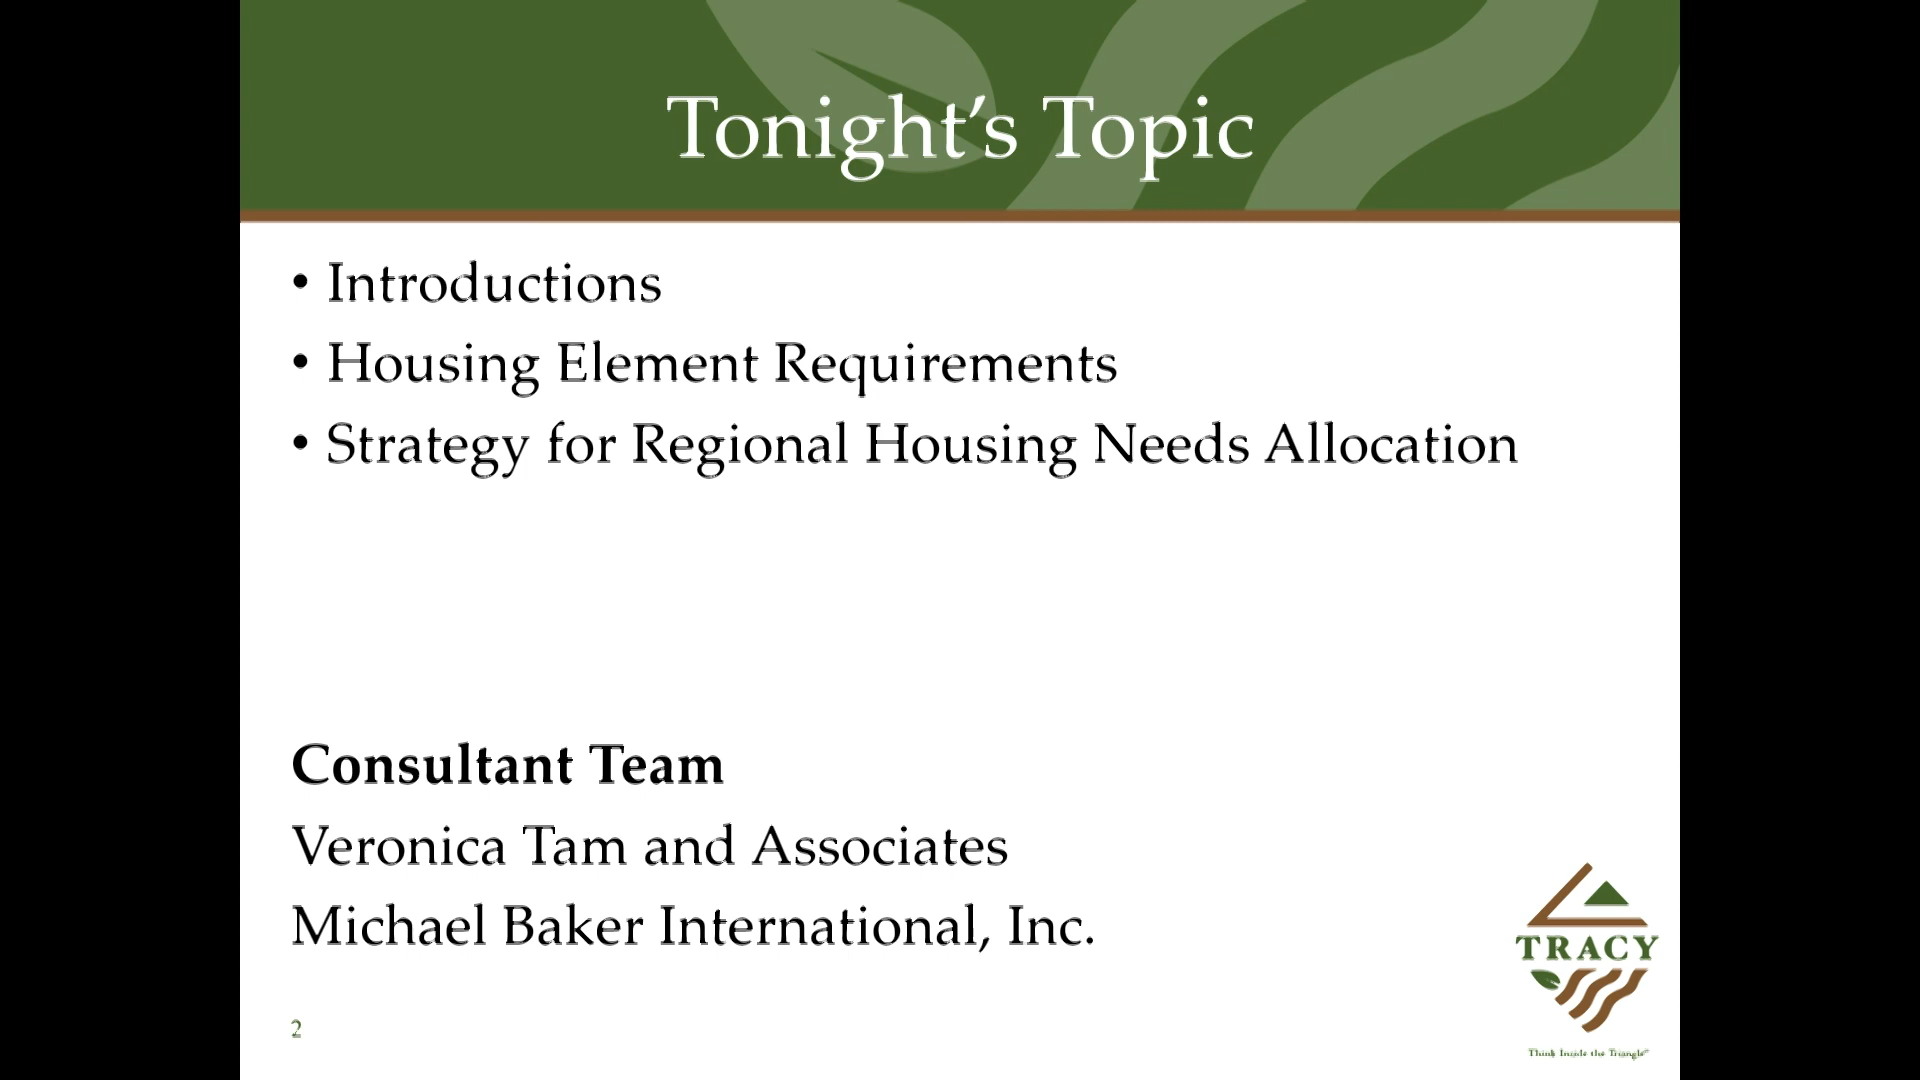 Tonight’s Topic
• Introductions
• Housing Element Requirements
• Strategy for Regional Housing Needs Allocation
Consultant Team
Veronica Tam and Associates
Michael Baker International, Inc.
TRACY
Think Inside the Triangle
2